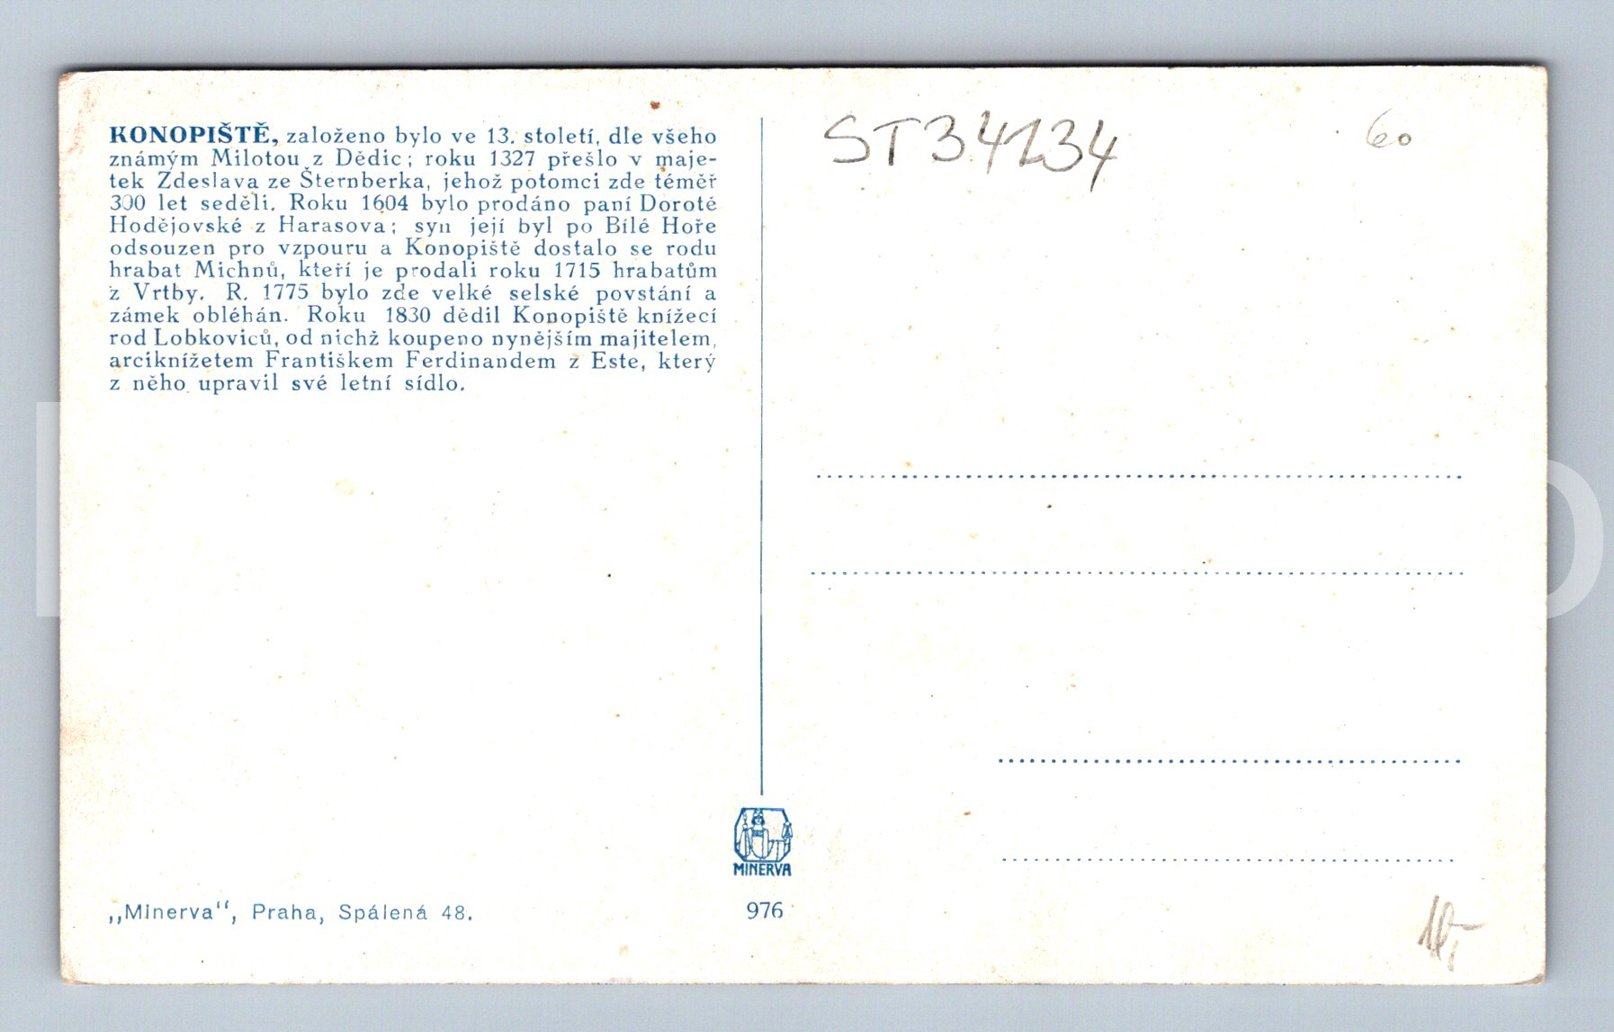 KONOPIŠTĚ, založeno bylo ve 13. století, dle všeho
známým Milotou z Dědic; roku 1327 přešlo v maje-
tek Zdeslava ze Šternberka, jehož potomci zde téměř
300 let seděli. Roku 1604 bylo prodáno paní Dorotě
Hodějovské z Harasova; syn její byl po Bílé Hoře
odsouzen pro vzpouru a Konopiště dostalo se rodu
hrabat Michnů, kteří je prodali roku 1715 hrabatům
z Vrtby. R. 1775 bylo zde velké selské povstání a
zámek obléhán. Roku 1830 dědil Konopiště knížecí
rod Lobkoviců, od nichž koupeno nynějším majitelem,
arciknížetem Františkem Ferdinandem z Este, který
z něho upravil své letní sídlo.
„Minerva“, Praha, Spálená 48.
MINERVA
976
ST34234
60